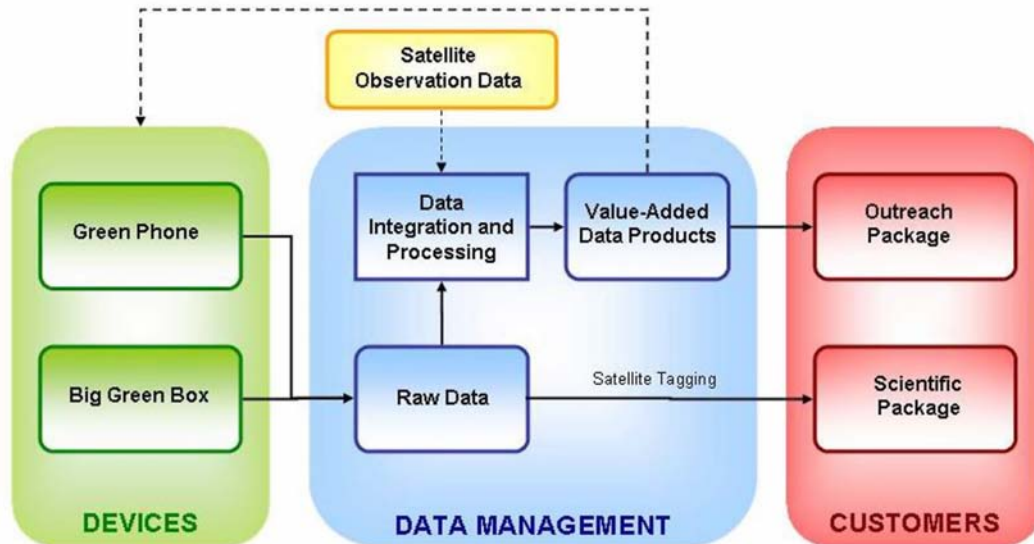 Satellite
Observation Data
Green Phone
Big Green Box
DEVICES
Data
Integration and
Processing
Value-Added
Data Products
Raw Data
Satellite Tagging
DATA MANAGEMENT
Outreach
Package
Scientific
Package
CUSTOMERS